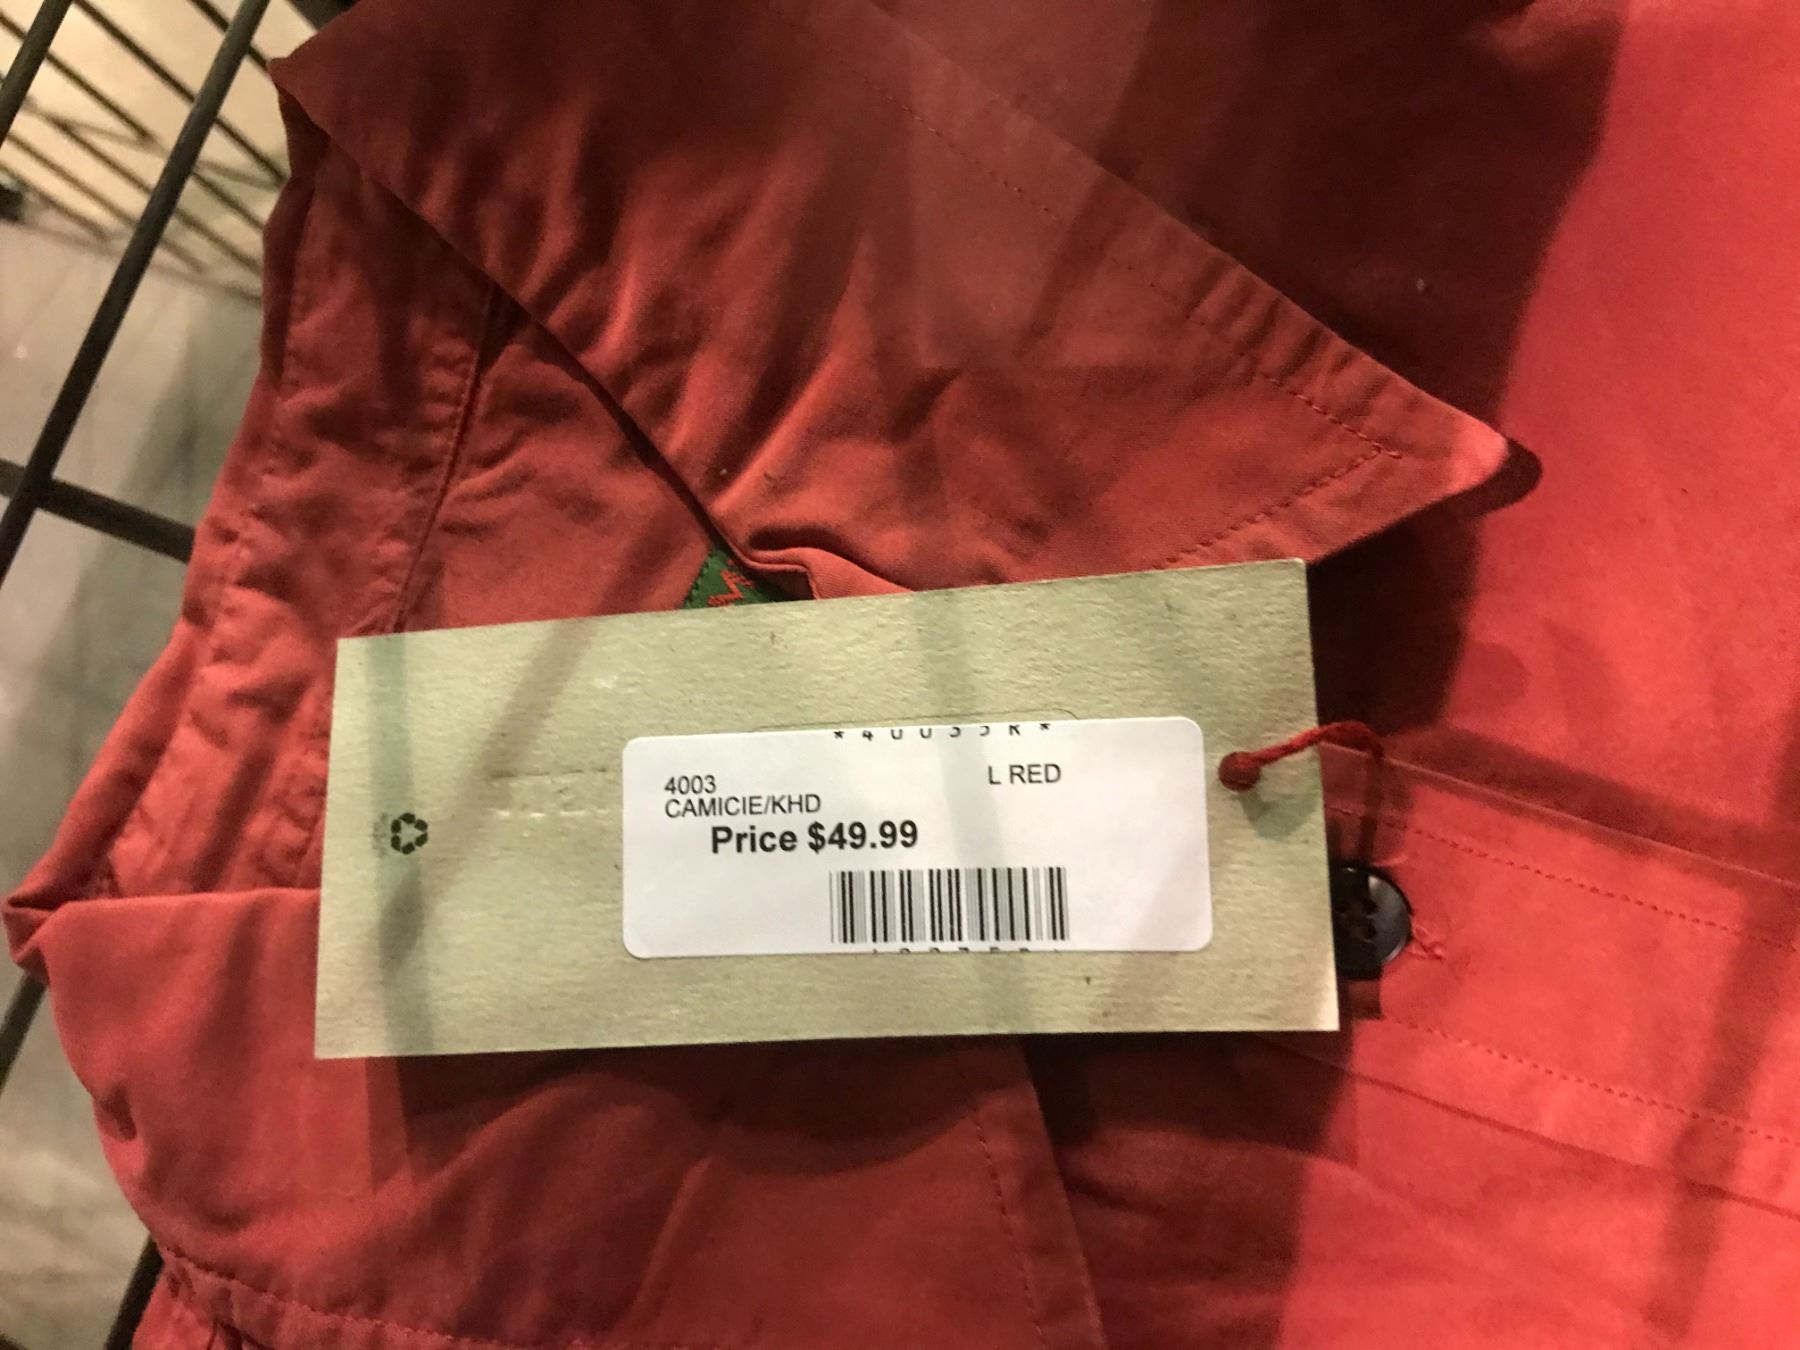 4003 L RED
CAMICIE/KHD
Price $49.99